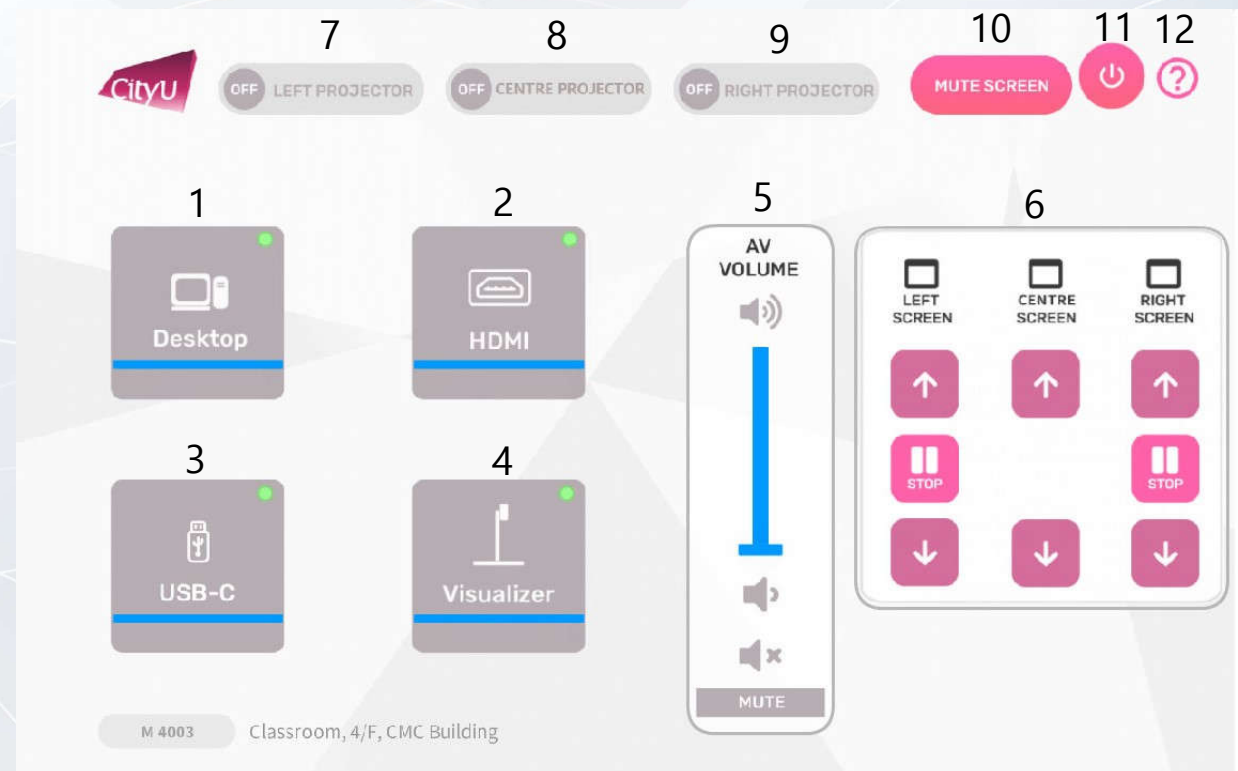 7
8
9
10
11
12
CityU
OFF LEFT PROJECTOR
OFF CENTRE PROJECTOR
OFF RIGHT PROJECTOR
MUTE SCREEN
1
2
5
6
Desktop
HDMI
AV
VOLUME
LEFT
SCREEN
CENTRE
SCREEN
RIGHT
SCREEN
3
4
STOP
STOP
USB-C
Visualizer
MUTE
M 4003
Classroom, 4/F, CMC Building